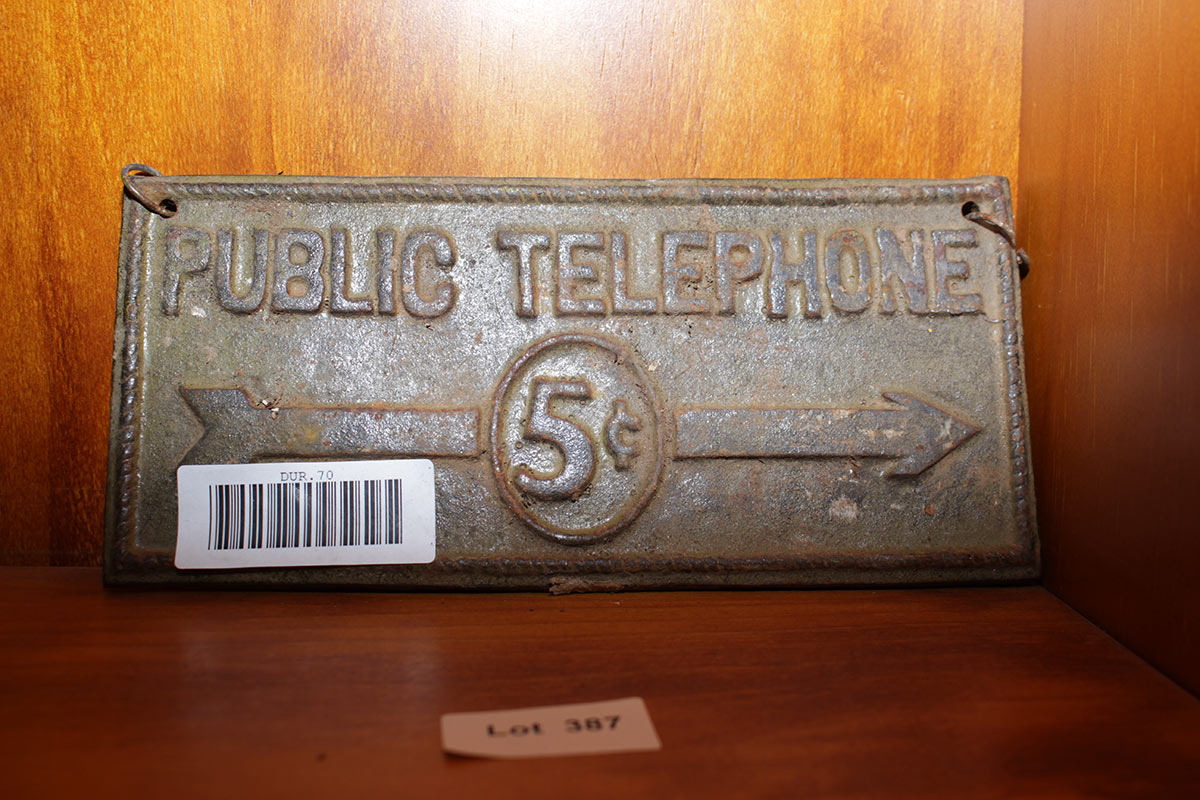 PUBLIC TELEPHONE
5¢
DUR.70
Lot 387